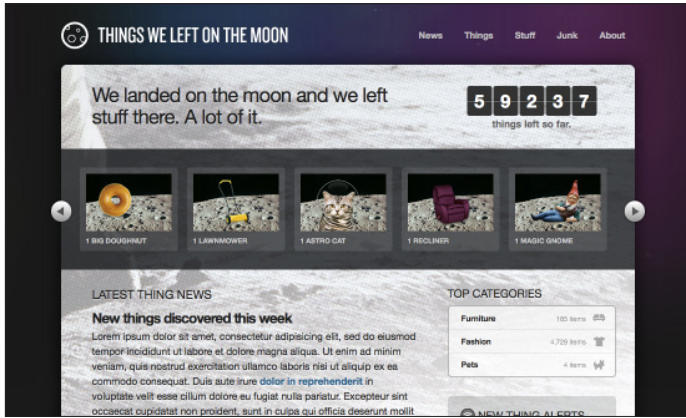 THINGS WE LEFT ON THE MOON
News Things Stuff Junk About
We landed on the moon and we left
stuff there. A lot of it.
59237
things left so far.
1 BIG DOUGHNUT
1 LAWNMOWER
1 ASTRO CAT
1 RECLINER
1 MAGIC GNOME
LATEST THING NEWS
New things discovered this week
Lorem ipsum dolor sit amet, consectetur adipisicing elit, sed do eiusmod
tempor incididunt ut labore et dolore magna aliqua. Ut enim ad minim
veniam, quis nostrud exercitation ullamco laboris nisi ut aliquip ex ea
commodo consequat. Duis aute irure dolor in reprehenderit in
voluptate velit esse cillum dolore eu fugiat nulla pariatur. Excepteur sint
occaecat cupidatat non proident, sunt in culpa qui officia deserunt mollit
TOP CATEGORIES
Furniture 165 items
Fashion 4,729 items
Pets 4 items
NEW THING ALERTS